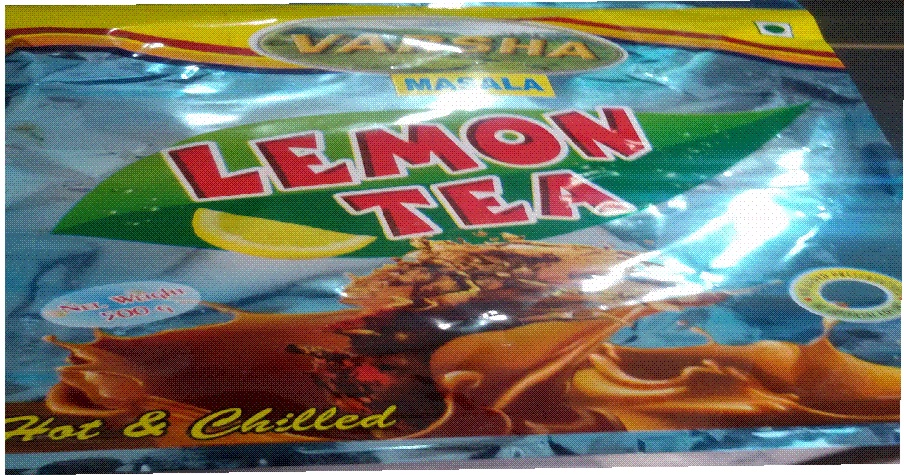 VARSHA
MASALA
LEMON
TEA
Net. Weight
200 g
Hot & Chilled